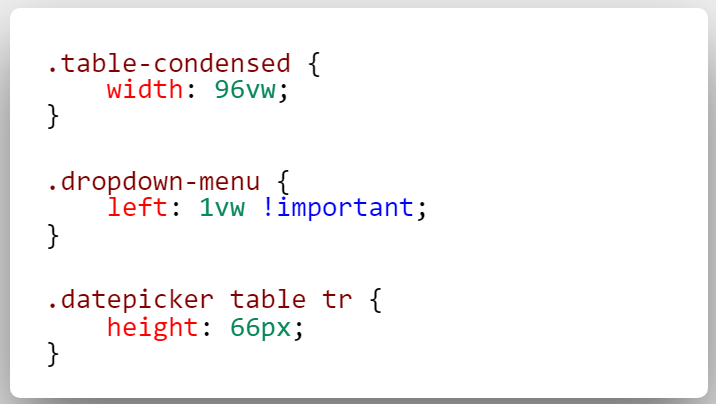 .table-condensed {
    width: 96vw;
}
.dropdown-menu {
    left: 1vw !important;
}
.datepicker table tr {
    height: 66px;
}